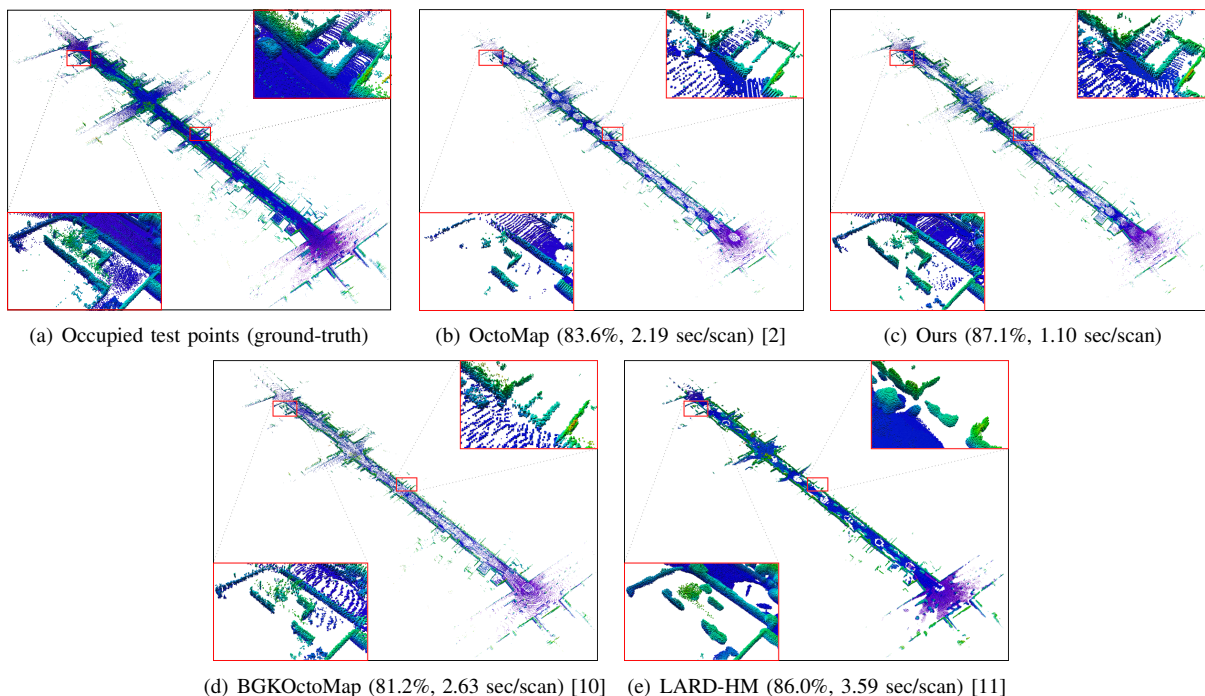 (a) Occupied test points (ground-truth)
(b) OctoMap (83.6%, 2.19 sec/scan) [2]
(c) Ours (87.1%, 1.10 sec/scan)
(d) BGKOctoMap (81.2%, 2.63 sec/scan) [10]
(e) LARD-HM (86.0%, 3.59 sec/scan) [11]